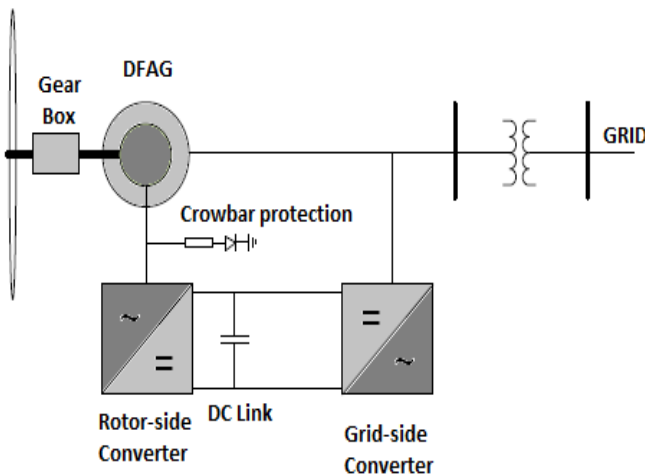 DFAG
Gear
Box
GRID
Crowbar protection
Rotor-side
Converter
DC Link
Grid-side
Converter